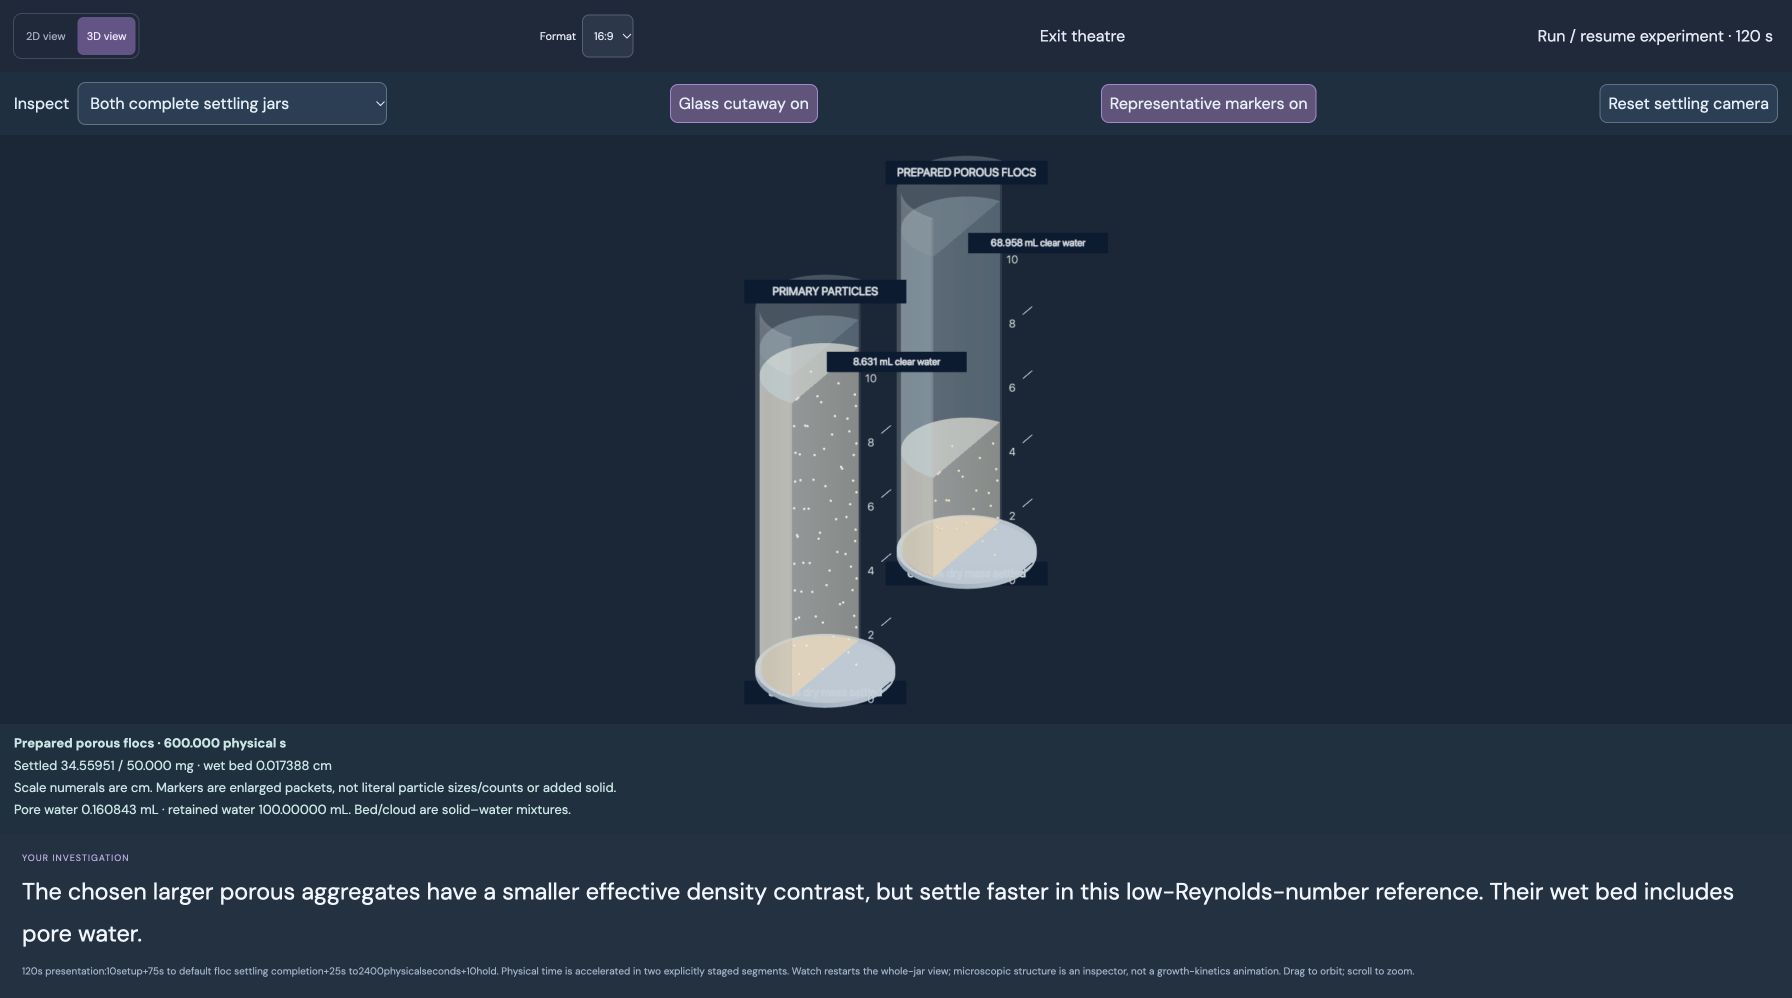 2D view
3D view
Format
16:9
Exit theatre
Run / resume experiment · 120 s
Inspect
Both complete settling jars
Glass cutaway on
Representative markers on
Reset settling camera
PREPARED POROUS FLOCS
68.958 mL clear water
10
8
6
4
2
0
PRIMARY PARTICLES
8.631 mL clear water
10
8
6
4
2
0
dry mass settled
dry mass settled
Prepared porous flocs · 600.000 physical s
Settled 34.55951 / 50.000 mg · wet bed 0.017388 cm
Scale numerals are cm. Markers are enlarged packets, not literal particle sizes/counts or added solid.
Pore water 0.160843 mL · retained water 100.00000 mL. Bed/cloud are solid–water mixtures.
YOUR INVESTIGATION
The chosen larger porous aggregates have a smaller effective density contrast, but settle faster in this low-Reynolds-number reference. Their wet bed includes
pore water.
120s presentation:10setup+75s to default floc settling completion+25s to2400physicalseconds+10hold. Physical time is accelerated in two explicitly staged segments. Watch restarts the whole-jar view; microscopic structure is an inspector, not a growth-kinetics animation. Drag to orbit; scroll to zoom.